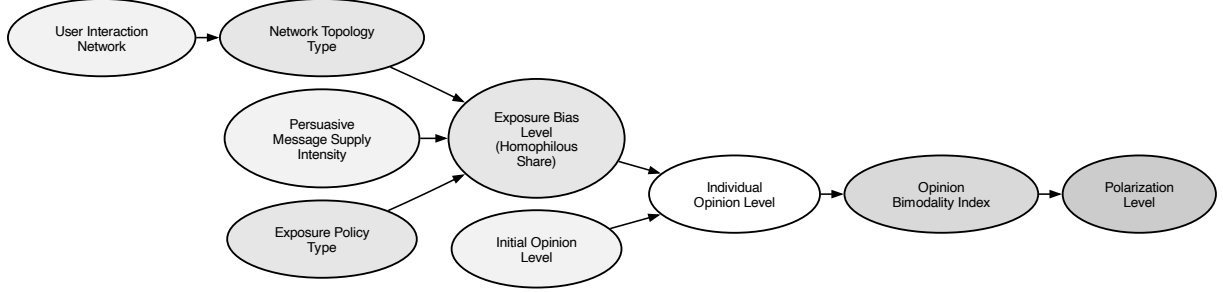 User Interaction
Network
Network Topology
Type
Persuasive
Message Supply
Intensity
Exposure Policy
Type
Exposure Bias
Level
(Homophilous
Share)
Initial Opinion
Level
Individual
Opinion Level
Opinion
Bimodality Index
Polarization
Level